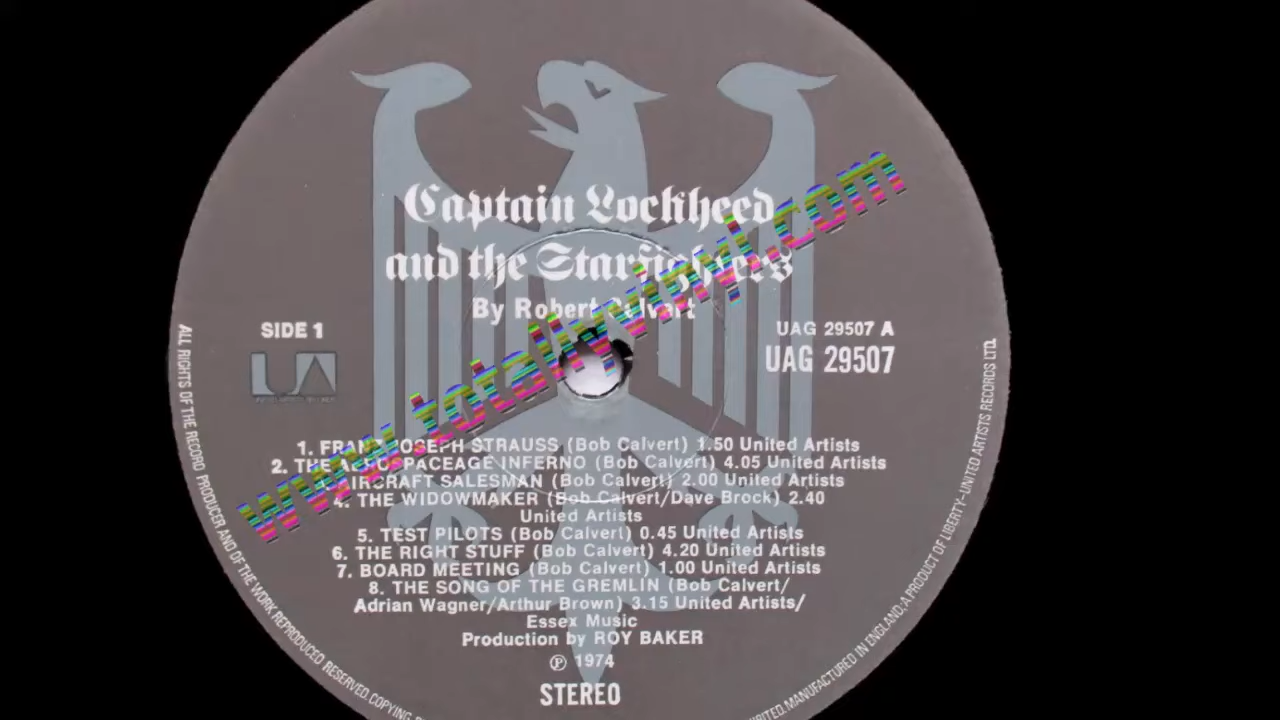 Captain Lockheed
and the Starfighters
By Robert Calvert
SIDE 1
UA
UAG 29507 A
UAG 29507
www.totallyvinyl.com
1. FRANZ JOSEPH STRAUSS (Bob Calvert) 1.50 United Artists
2. THE AEROSPACEAGE INFERNO (Bob Calvert) 4.05 United Artists
AIRCRAFT SALESMAN (Bob Calvert) 2.00 United Artists
4. THE WIDOWMAKER (Bob Calvert/Dave Brock) 2.40
United Artists
5. TEST PILOTS (Bob Calvert) 0.45 United Artists
6. THE RIGHT STUFF (Bob Calvert) 4.20 United Artists
7. BOARD MEETING (Bob Calvert) 1.00 United Artists
8. THE SONG OF THE GREMLIN (Bob Calvert/
Adrian Wagner/Arthur Brown) 3.15 United Artists/
Essex Music
Production by ROY BAKER
℗ 1974
STEREO
ALL RIGHTS OF THE RECORD PRODUCER AND OF THE WORK REPRODUCED RESERVED. COPYING,
MANUFACTURED IN ENGLAND, A PRODUCT OF LIBERTY-UNITED ARTISTS RECORDS LTD.